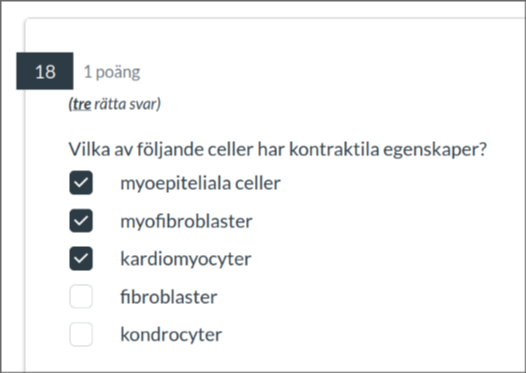 18 1 poäng
(tre rätta svar)
Vilka av följande celler har kontraktila egenskaper?
myoepiteliala celler
myofibroblaster
kardiomyocyter
fibroblaster
kondrocyter